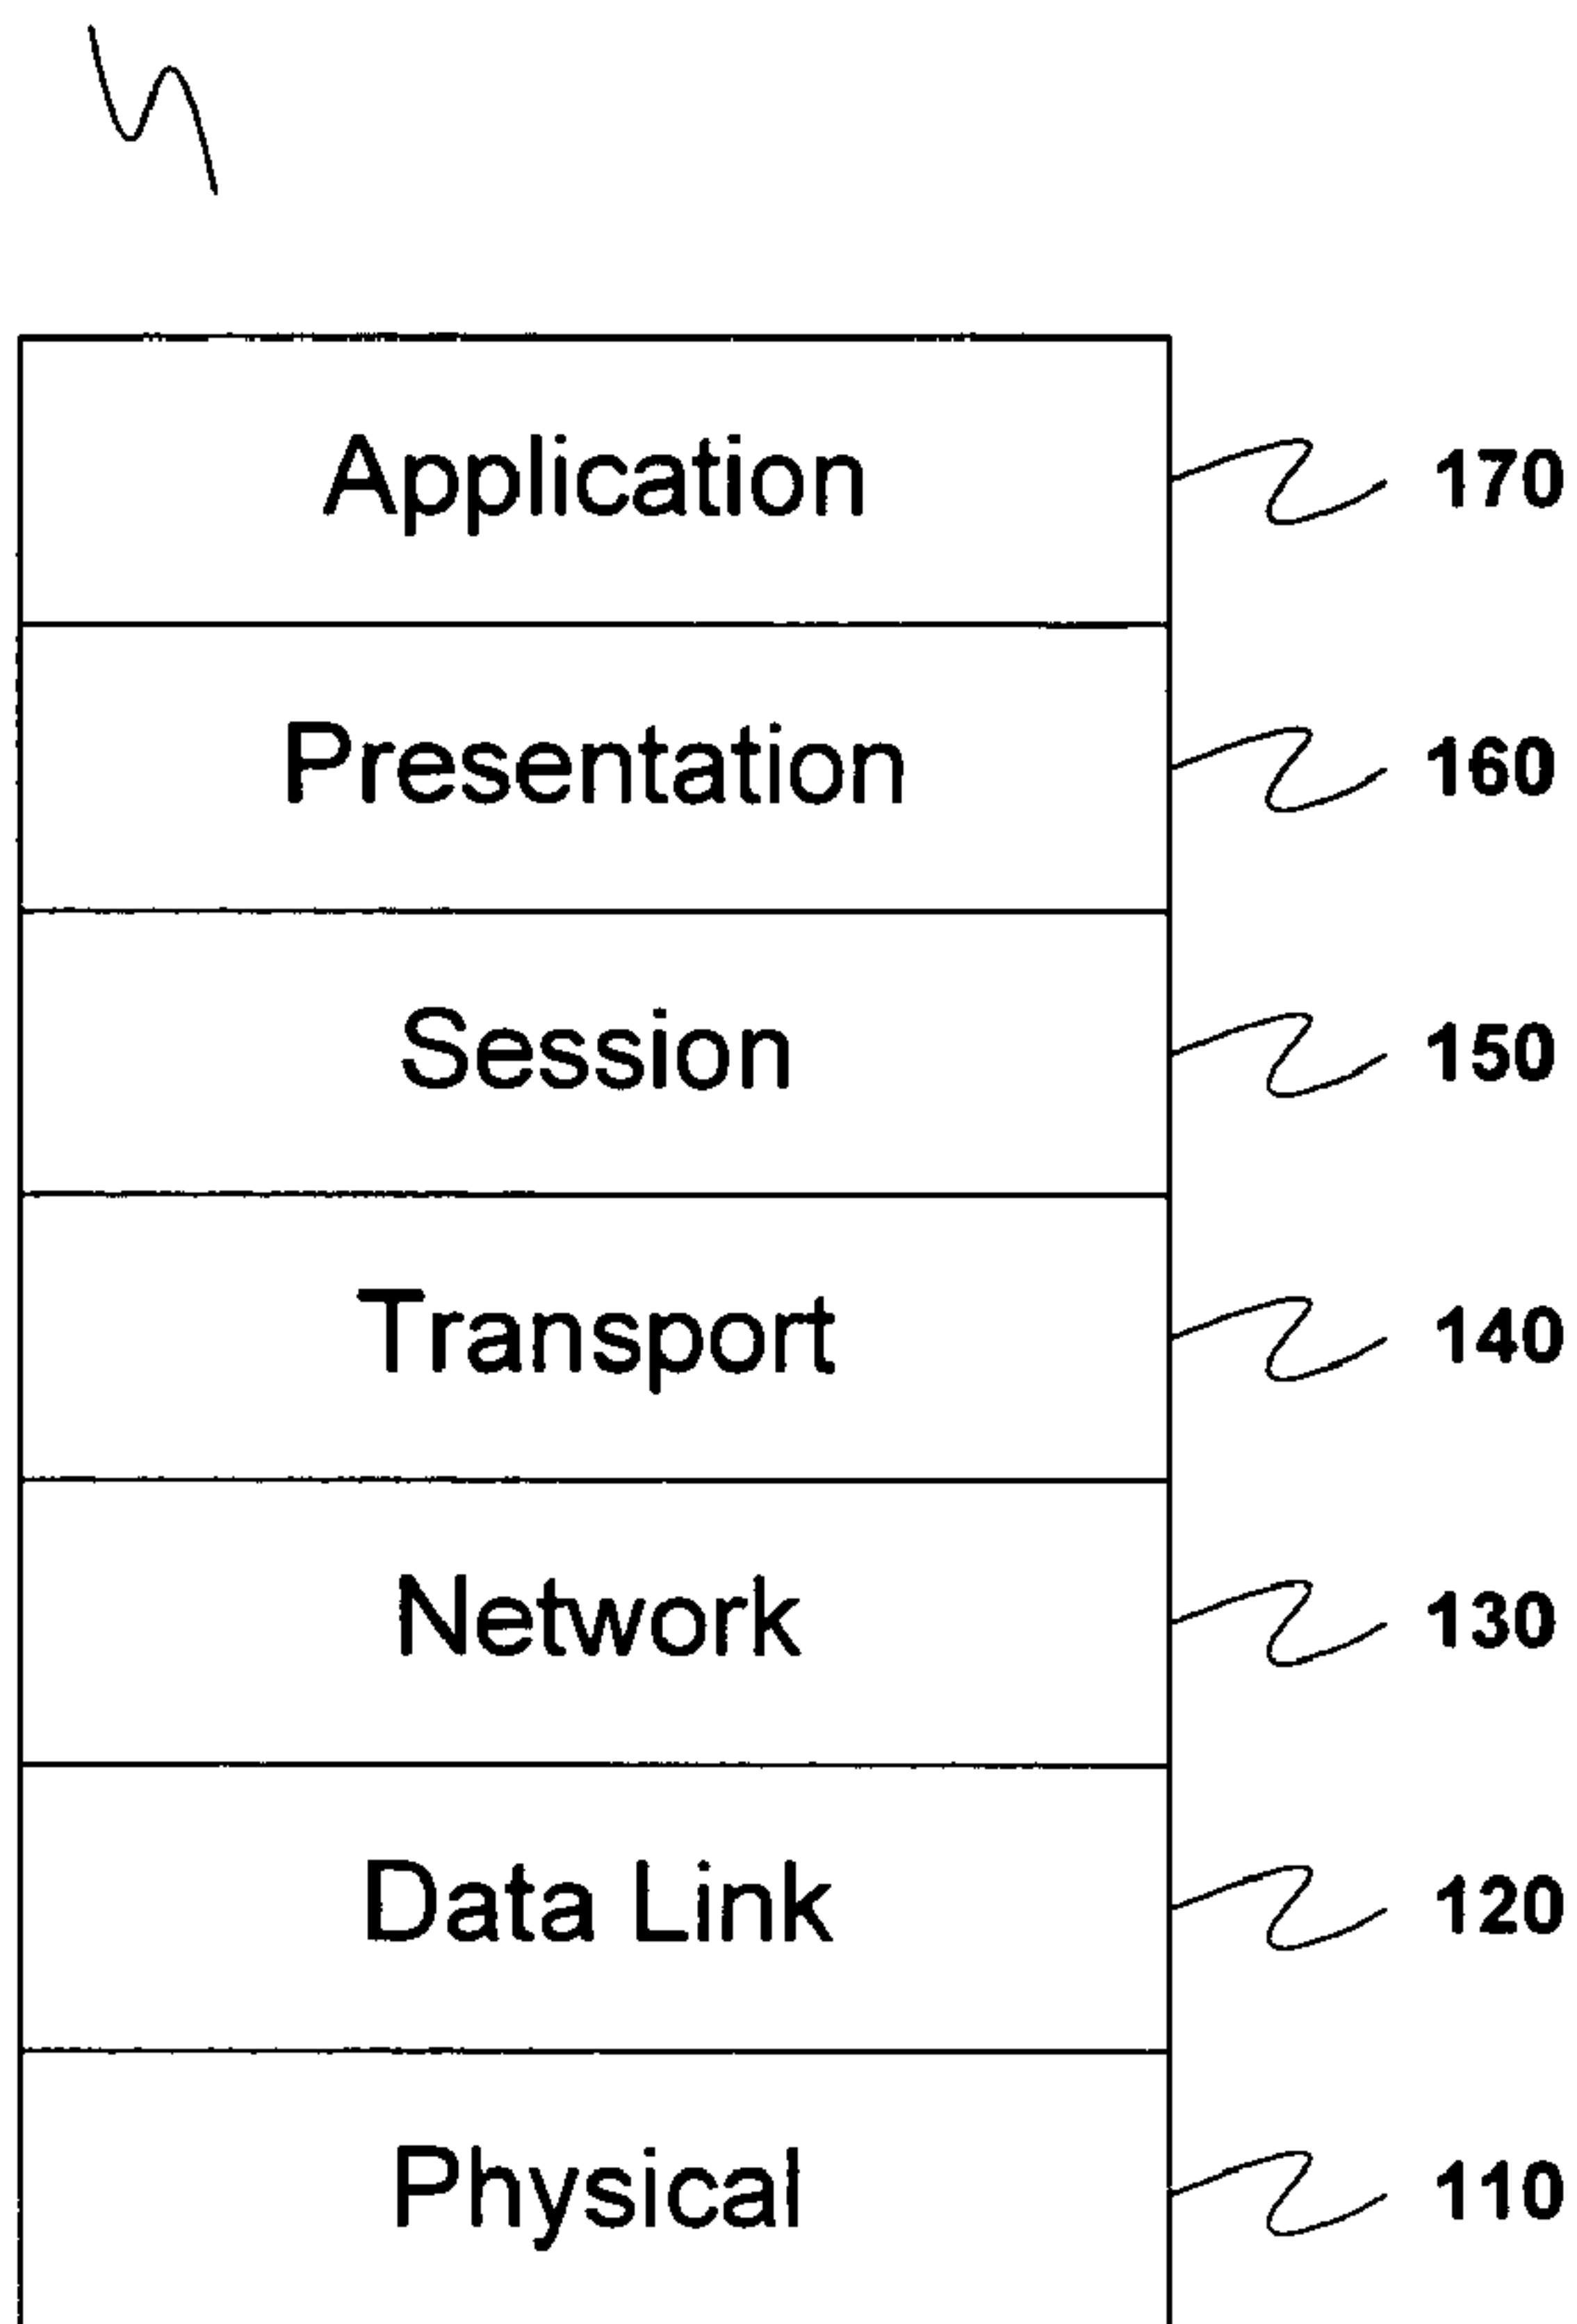 Application 170
Presentation 160
Session 150
Transport 140
Network 130
Data Link 120
Physical 110